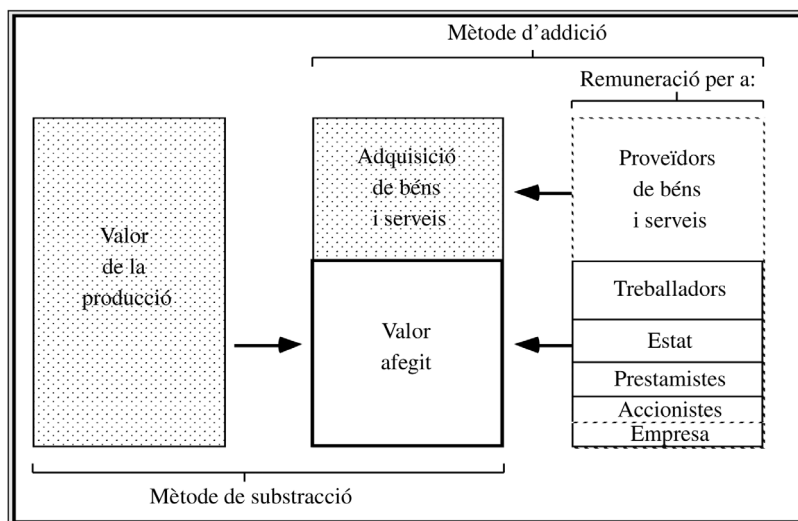 Mètode d’addició
Remuneració per a:
Valor
de la
producció
Adquisició
de béns
i serveis
Valor
afegit
Proveïdors
de béns
i serveis
Treballadors
Estat
Prestamistes
Accionistes
Empresa
Mètode de substracció